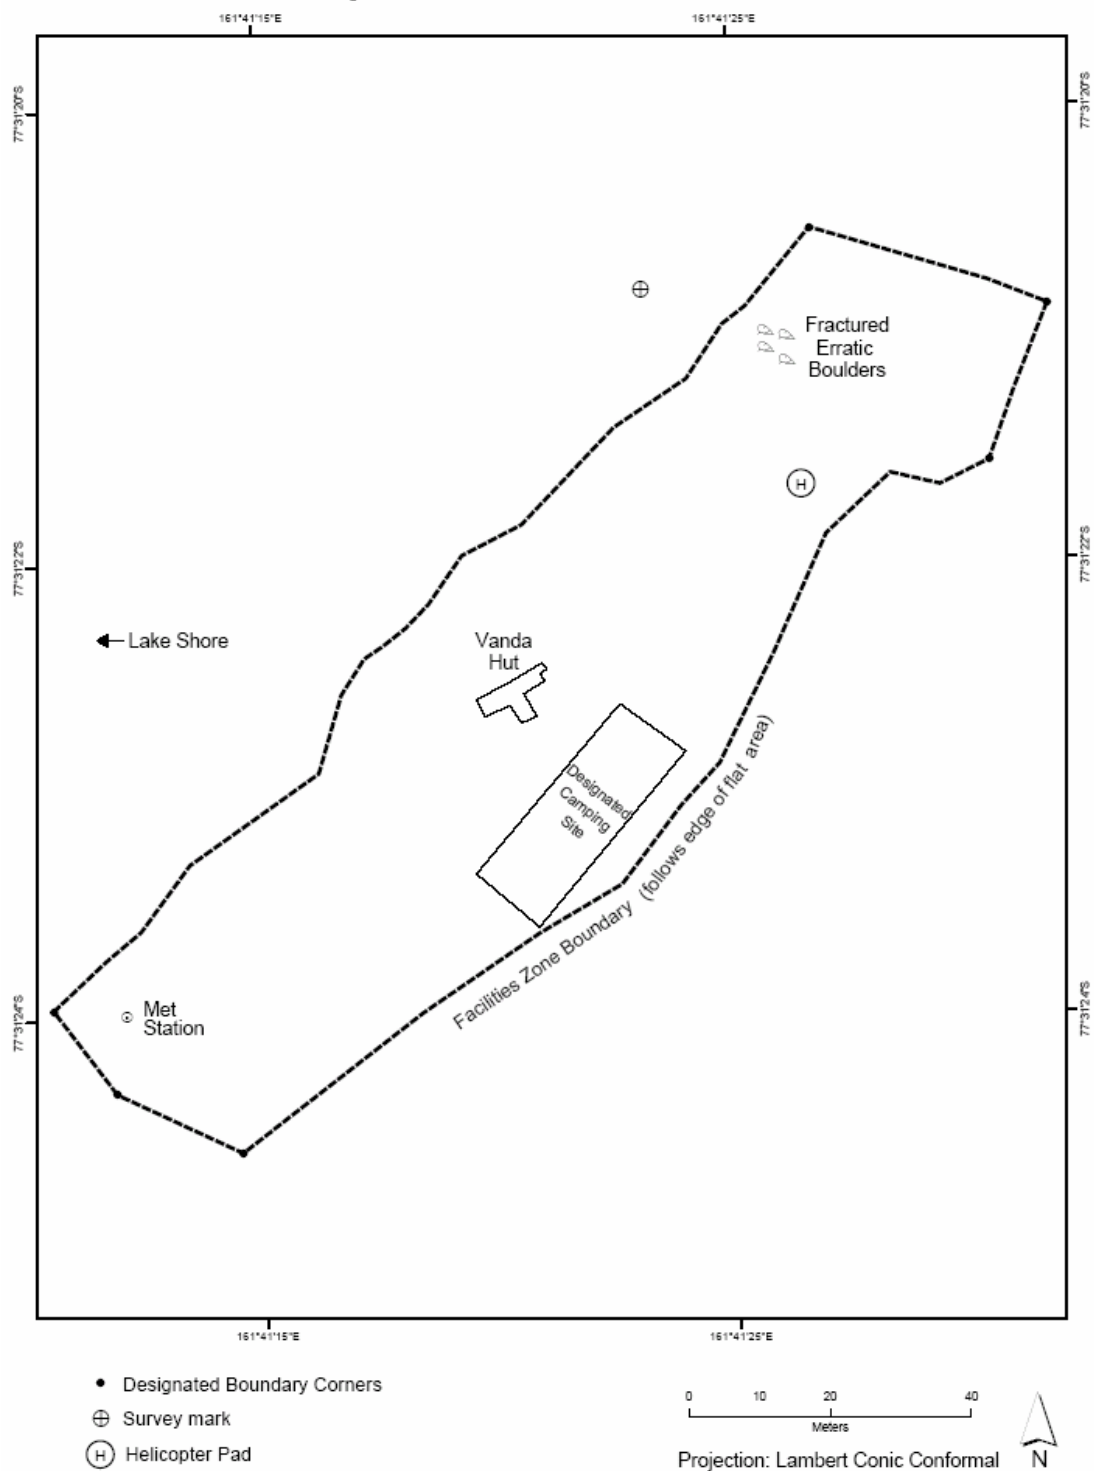 161°41'15"E
161°41'25"E
77°31'20"S
77°31'20"S
Fractured
Erratic
Boulders
H
77°31'22"S
77°31'22"S
Lake Shore
Vanda
Hut
Designated
Camping
Site
Facilities Zone Boundary (follows edge of flat area)
Met
Station
77°31'24"S
77°31'24"S
161°41'15"E
161°41'25"E
Designated Boundary Corners
Survey mark
H Helicopter Pad
0 10 20 40
Meters
Projection: Lambert Conic Conformal
N